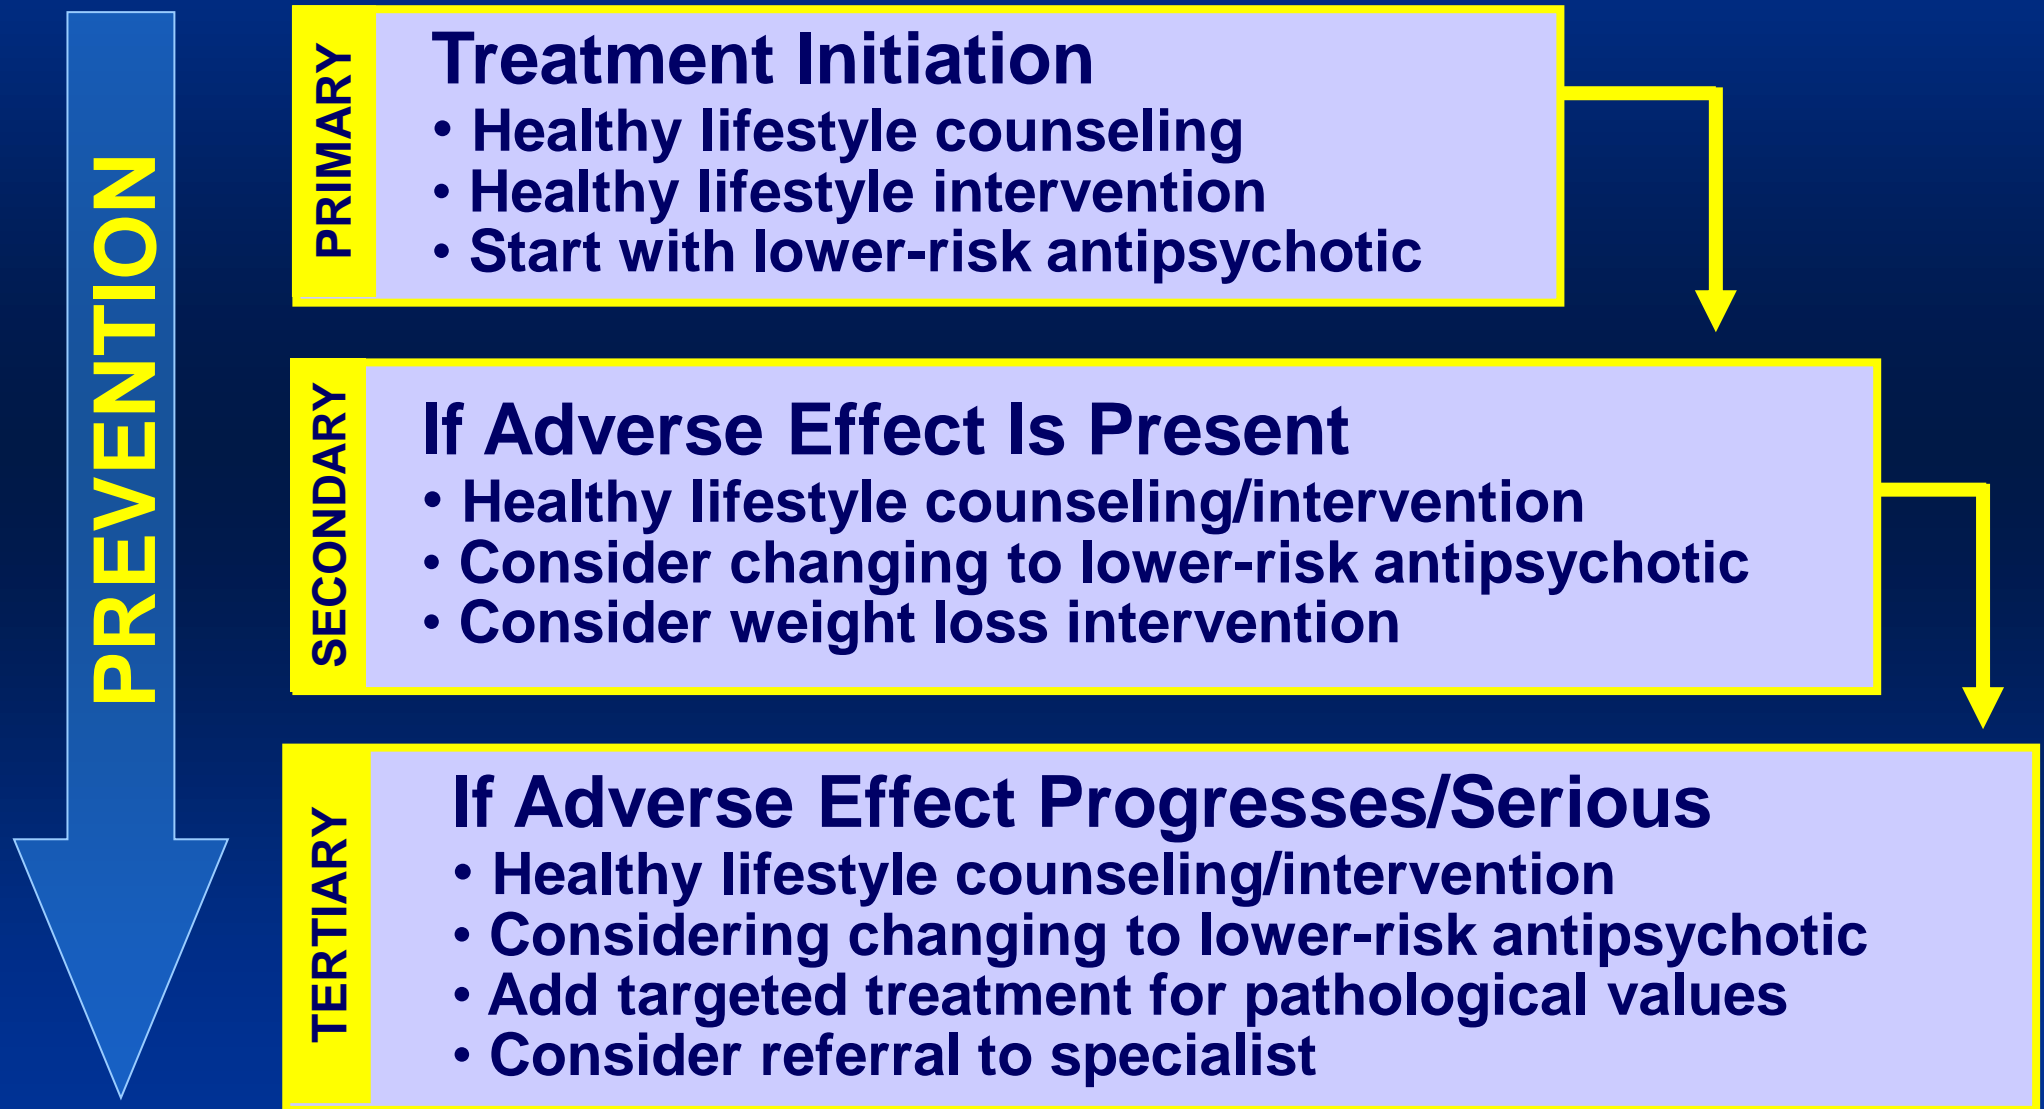 PREVENTION
PRIMARY
Treatment Initiation
• Healthy lifestyle counseling
• Healthy lifestyle intervention
• Start with lower-risk antipsychotic
SECONDARY
If Adverse Effect Is Present
• Healthy lifestyle counseling/intervention
• Consider changing to lower-risk antipsychotic
• Consider weight loss intervention
TERTIARY
If Adverse Effect Progresses/Serious
• Healthy lifestyle counseling/intervention
• Considering changing to lower-risk antipsychotic
• Add targeted treatment for pathological values
• Consider referral to specialist